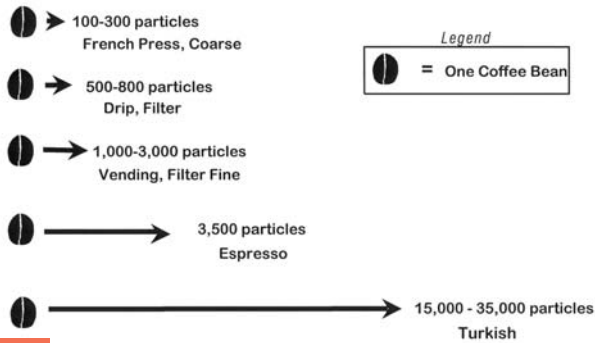 100-300 particles
French Press, Coarse
Legend
= One Coffee Bean
500-800 particles
Drip, Filter
1,000-3,000 particles
Vending, Filter Fine
3,500 particles
Espresso
15,000 - 35,000 particles
Turkish